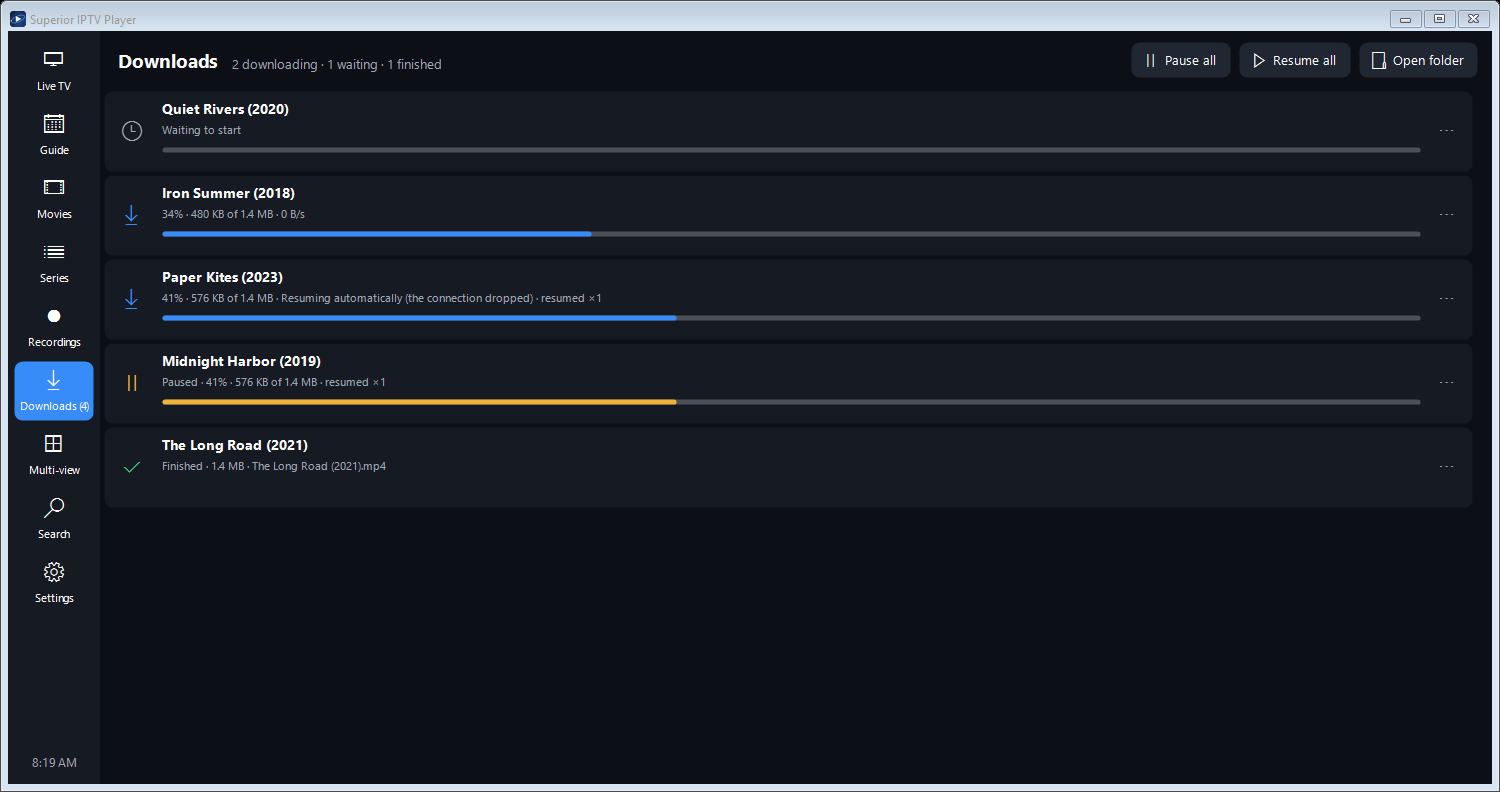 Superior IPTV Player
Live TV
Guide
Movies
Series
Recordings
Downloads (4)
Multi-view
Search
Settings
8:19 AM
Downloads 2 downloading · 1 waiting · 1 finished
Pause all
Resume all
Open folder
Quiet Rivers (2020)
Waiting to start
Iron Summer (2018)
34% · 480 KB of 1.4 MB · 0 B/s
Paper Kites (2023)
41% · 576 KB of 1.4 MB · Resuming automatically (the connection dropped) · resumed ×1
Midnight Harbor (2019)
Paused · 41% · 576 KB of 1.4 MB · resumed ×1
The Long Road (2021)
Finished · 1.4 MB · The Long Road (2021).mp4